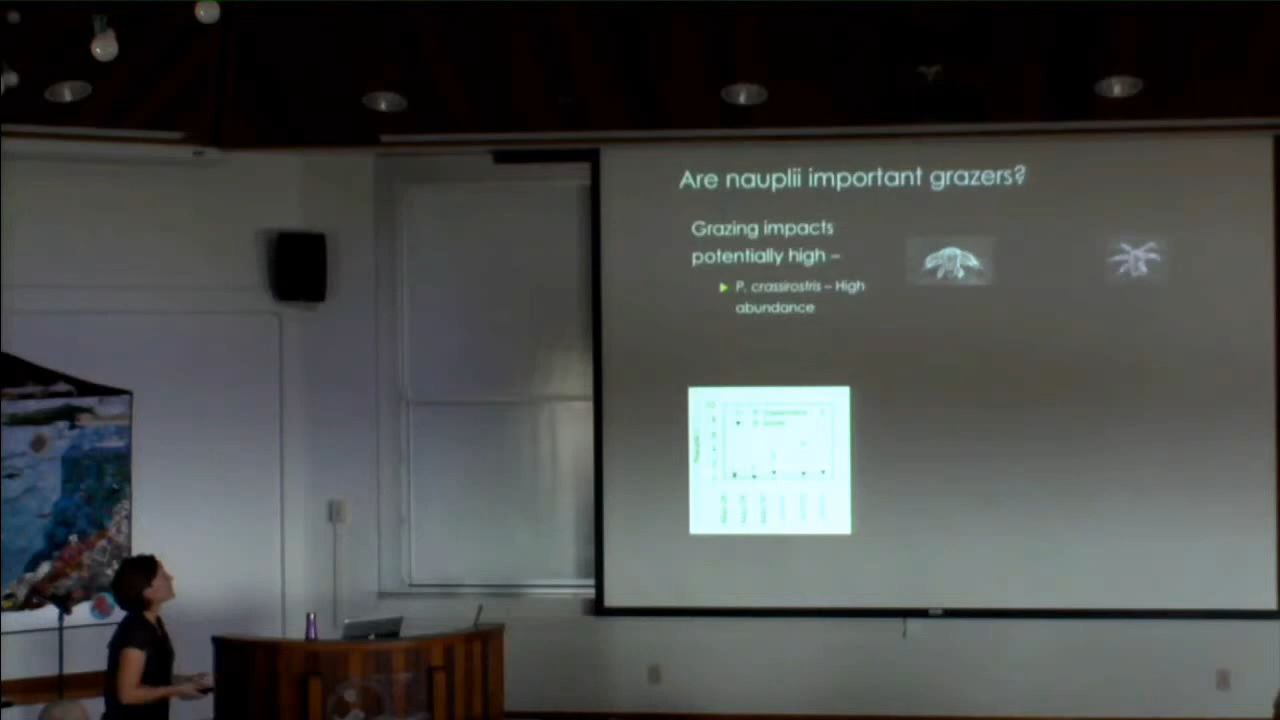 Are nauplii important grazers?
Grazing impacts
potentially high –
P. crassirostris – High
abundance